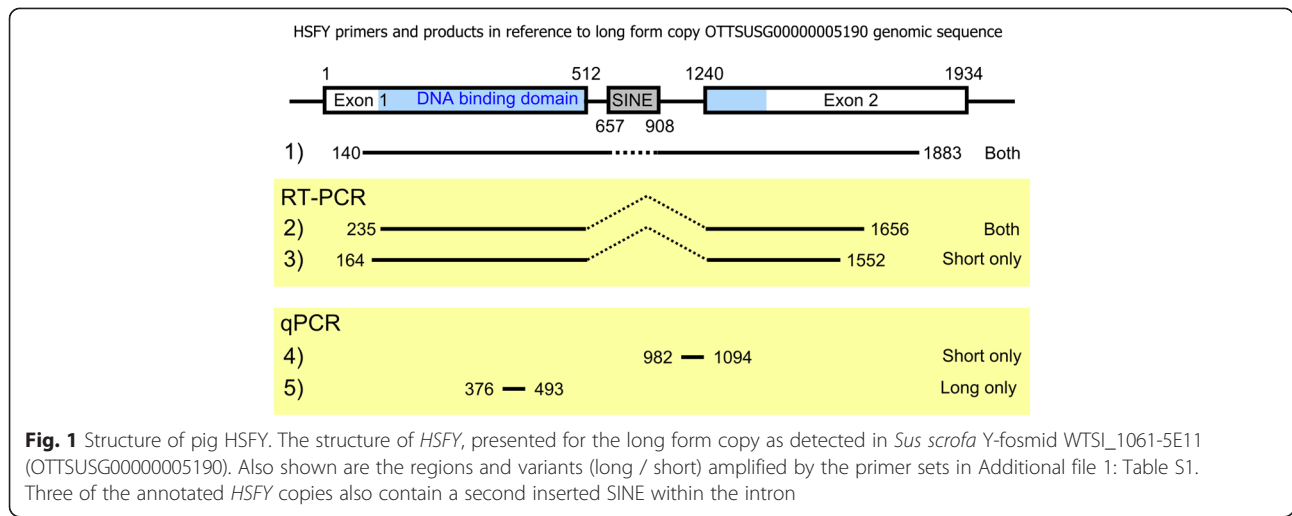 HSFY primers and products in reference to long form copy OTTSUSG00000005190 genomic sequence
1 512 1240 1934
Exon 1 DNA binding domain SINE Exon 2
657 908
1) 140 1883 Both
RT-PCR
2) 235 1656 Both
3) 164 1552 Short only
qPCR
4) 982 1094 Short only
5) 376 493 Long only
Fig. 1 Structure of pig HSFY. The structure of HSFY, presented for the long form copy as detected in Sus scrofa Y-fosmid WTSI_1061-5E11
(OTTSUSG00000005190). Also shown are the regions and variants (long / short) amplified by the primer sets in Additional file 1: Table S1.
Three of the annotated HSFY copies also contain a second inserted SINE within the intron